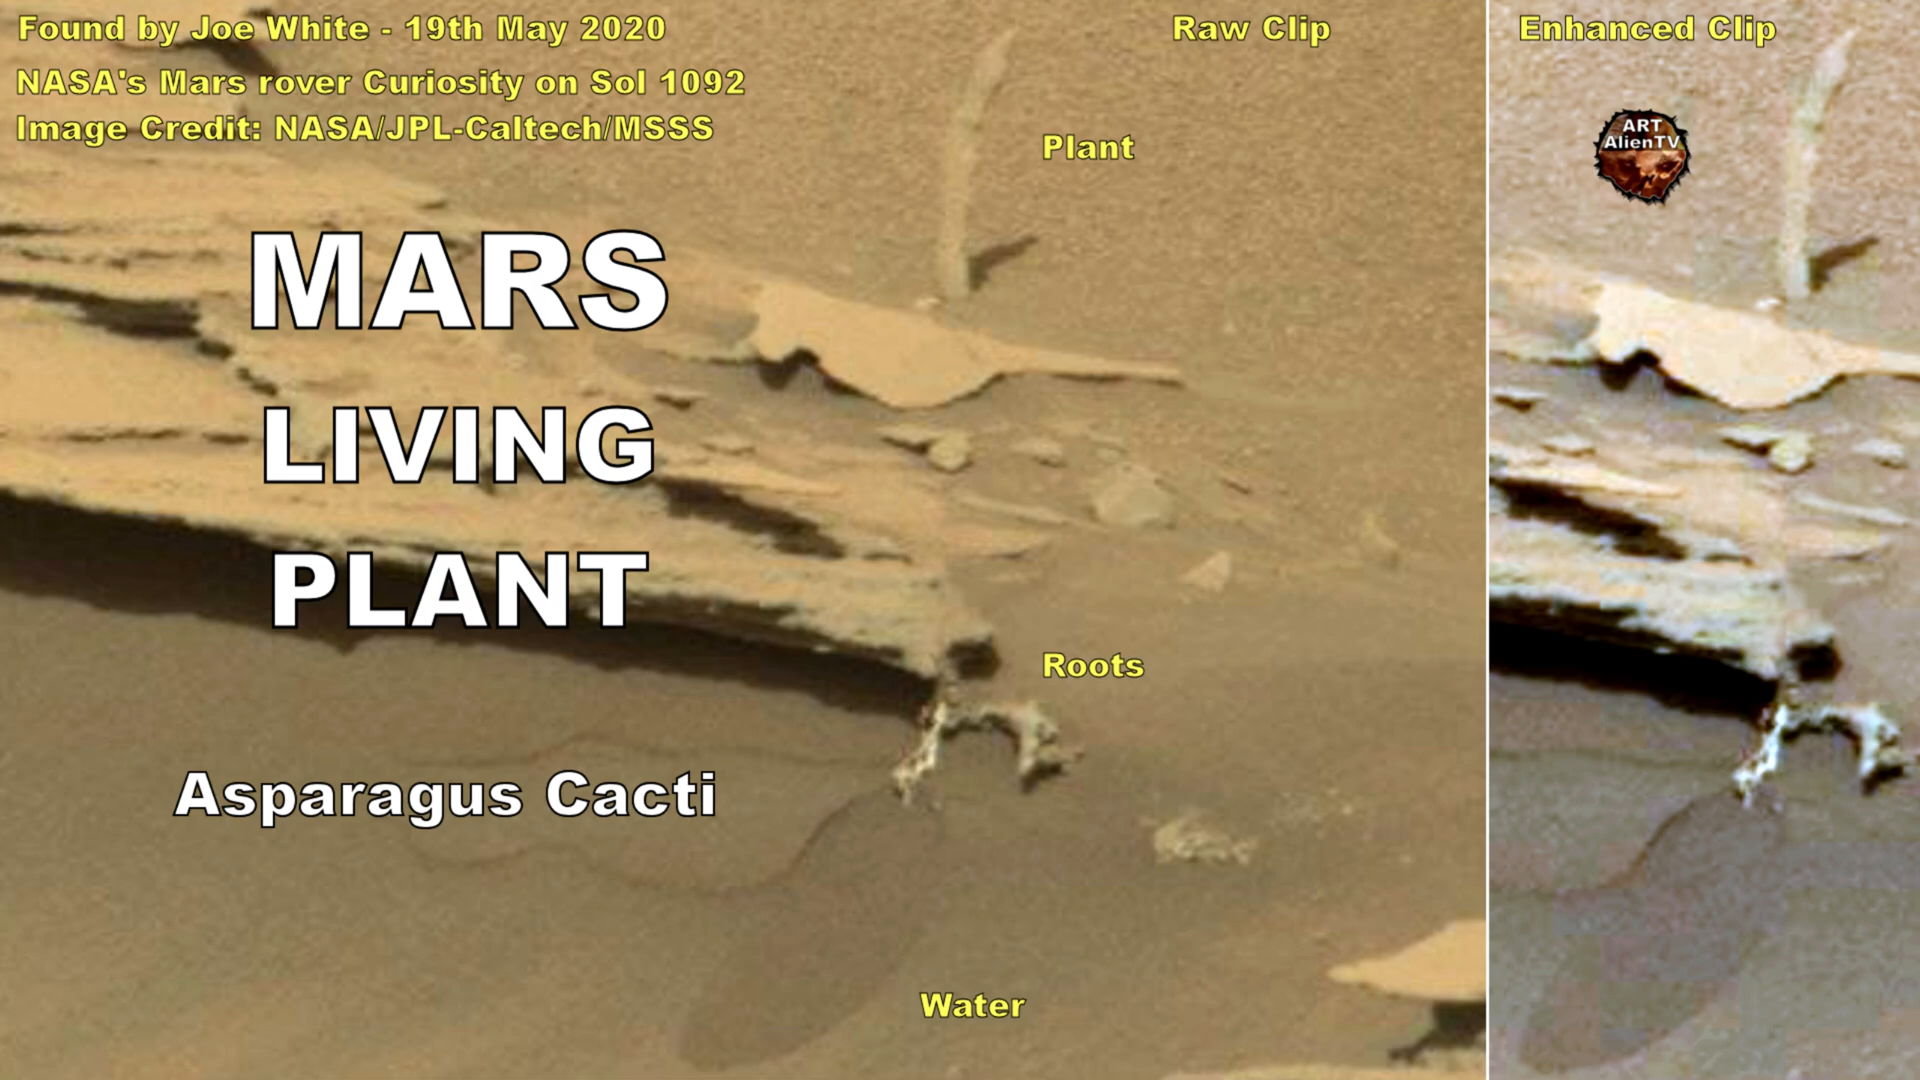 Found by Joe White - 19th May 2020
NASA's Mars rover Curiosity on Sol 1092
Image Credit: NASA/JPL-Caltech/MSSS
Raw Clip
Enhanced Clip
ART
AlienTV
Plant
MARS
LIVING
PLANT
Roots
Asparagus Cacti
Water